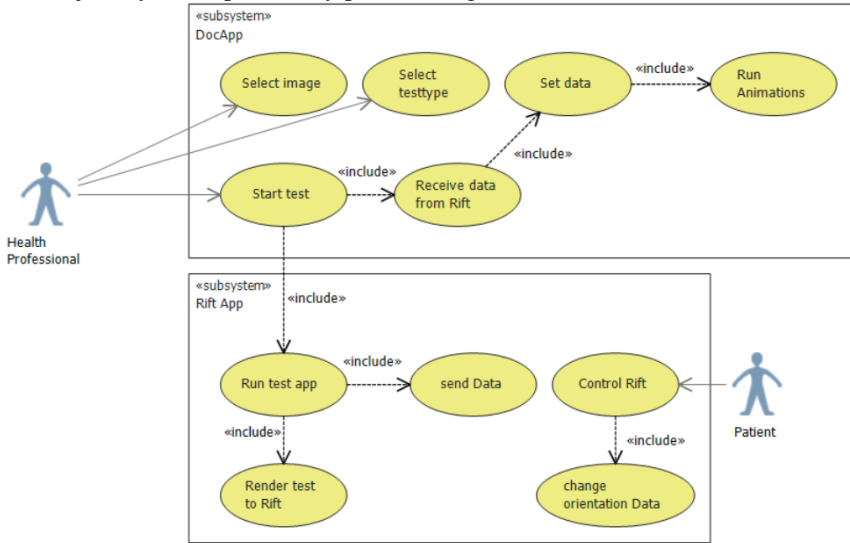 «subsystem»
DocApp
Select image
Select
testtype
Set data
«include»
Run
Animations
«include»
Start test
«include»
Receive data
from Rift
Health
Professional
«subsystem»
Rift App
«include»
Run test app
«include»
send Data
Control Rift
«include»
«include»
Patient
Render test
to Rift
change
orientation Data